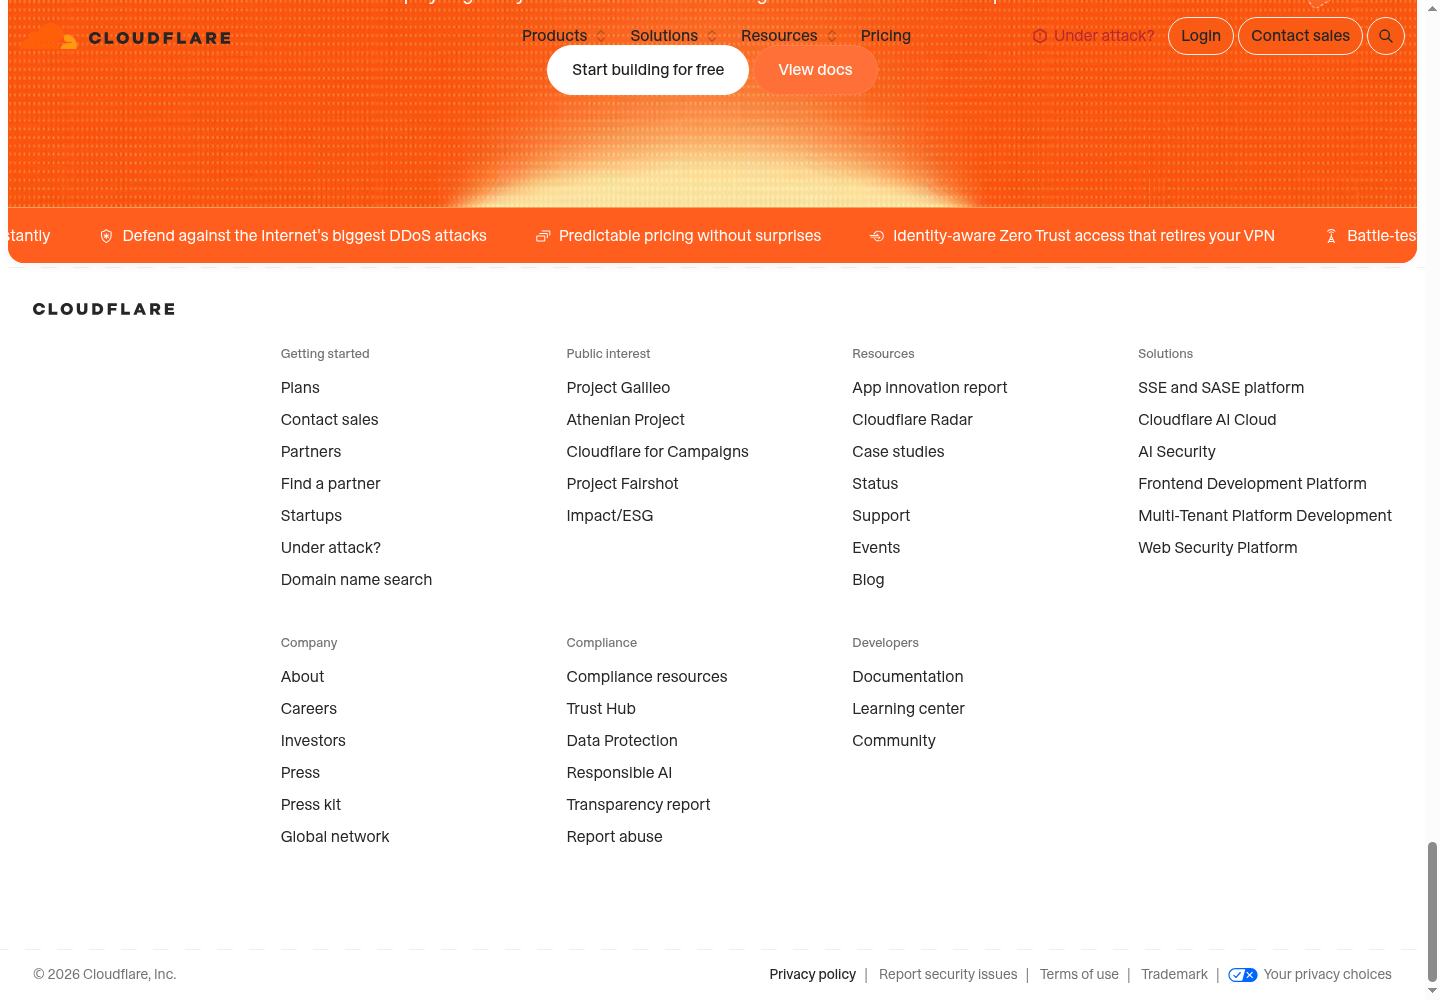 CLOUDFLARE
Products
Solutions
Resources
Pricing
Under attack?
Login
Contact sales
Start building for free
View docs
stantly
Defend against the Internet's biggest DDoS attacks
Predictable pricing without surprises
Identity-aware Zero Trust access that retires your VPN
Battle-tes
CLOUDFLARE
Getting started
Plans
Contact sales
Partners
Find a partner
Startups
Under attack?
Domain name search
Public interest
Project Galileo
Athenian Project
Cloudflare for Campaigns
Project Fairshot
Impact/ESG
Resources
App innovation report
Cloudflare Radar
Case studies
Status
Support
Events
Blog
Solutions
SSE and SASE platform
Cloudflare AI Cloud
AI Security
Frontend Development Platform
Multi-Tenant Platform Development
Web Security Platform
Company
About
Careers
Investors
Press
Press kit
Global network
Compliance
Compliance resources
Trust Hub
Data Protection
Responsible AI
Transparency report
Report abuse
Developers
Documentation
Learning center
Community
© 2026 Cloudflare, Inc.
Privacy policy | Report security issues | Terms of use | Trademark | Your privacy choices